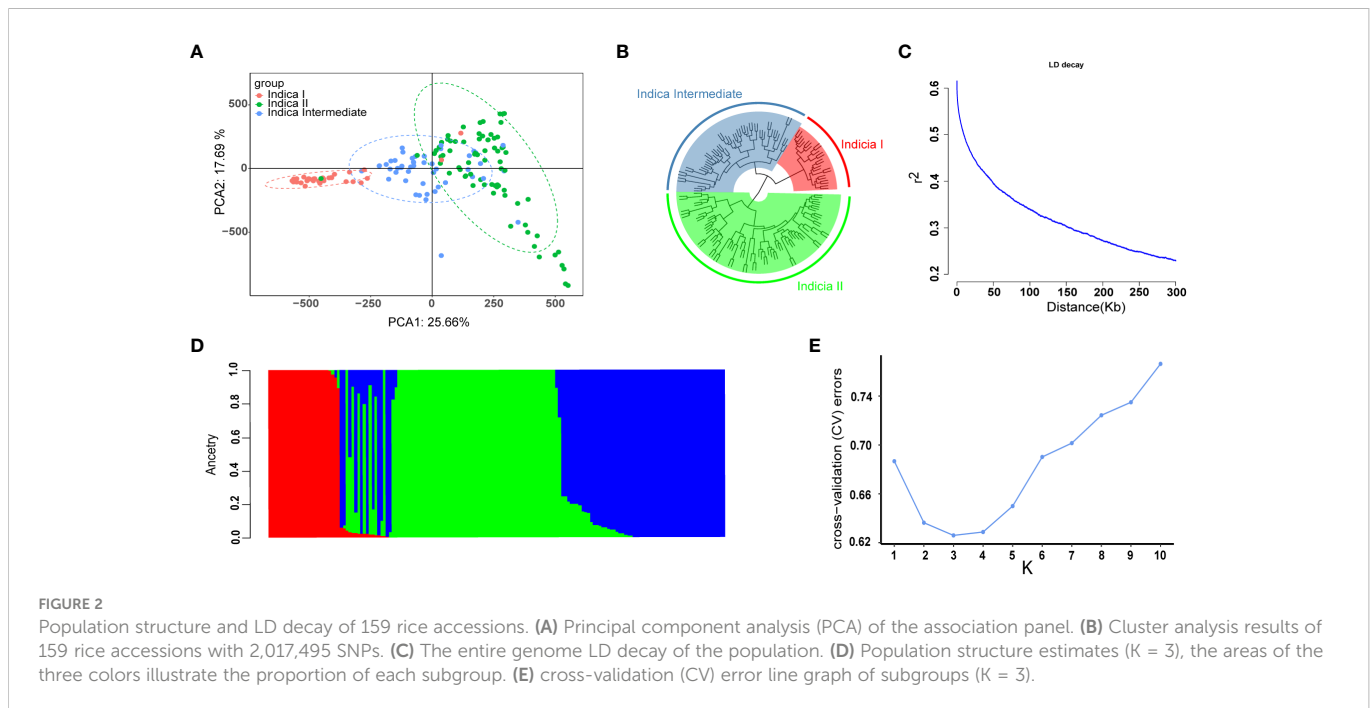 A
group
Indica I
Indica II
Indica Intermediate
PCA2: 17.69 %
500
0
−500
−500
−250
0
250
500
PCA1: 25.66%
B
Indica Intermediate
Indicia I
Indicia II
C
LD decay
r2
0.6
0.5
0.4
0.3
0.2
0
50
100
150
200
250
300
Distance(Kb)
D
Ancetry
1.0
0.8
0.6
0.4
0.2
0.0
E
cross−validation (CV) errors
0.74
0.70
0.66
0.62
1
2
3
4
5
6
7
8
9
10
K
FIGURE 2
Population structure and LD decay of 159 rice accessions. (A) Principal component analysis (PCA) of the association panel. (B) Cluster analysis results of
159 rice accessions with 2,017,495 SNPs. (C) The entire genome LD decay of the population. (D) Population structure estimates (K = 3), the areas of the
three colors illustrate the proportion of each subgroup. (E) cross-validation (CV) error line graph of subgroups (K = 3).